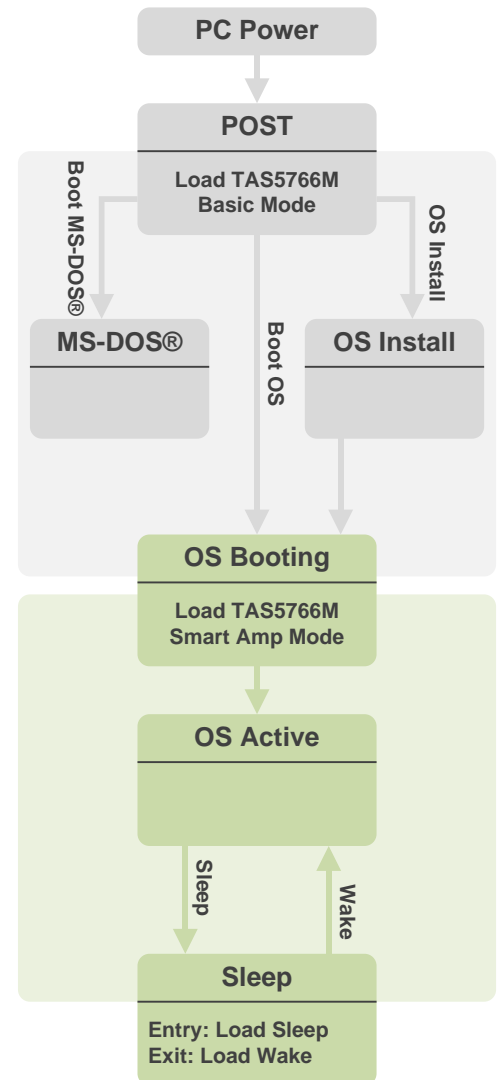 PC Power
POST
Load TAS5766M
Basic Mode
Boot MS-DOS®
OS Install
Boot OS
MS-DOS®
OS Install
OS Booting
Load TAS5766M
Smart Amp Mode
OS Active
Sleep
Wake
Sleep
Entry: Load Sleep
Exit: Load Wake